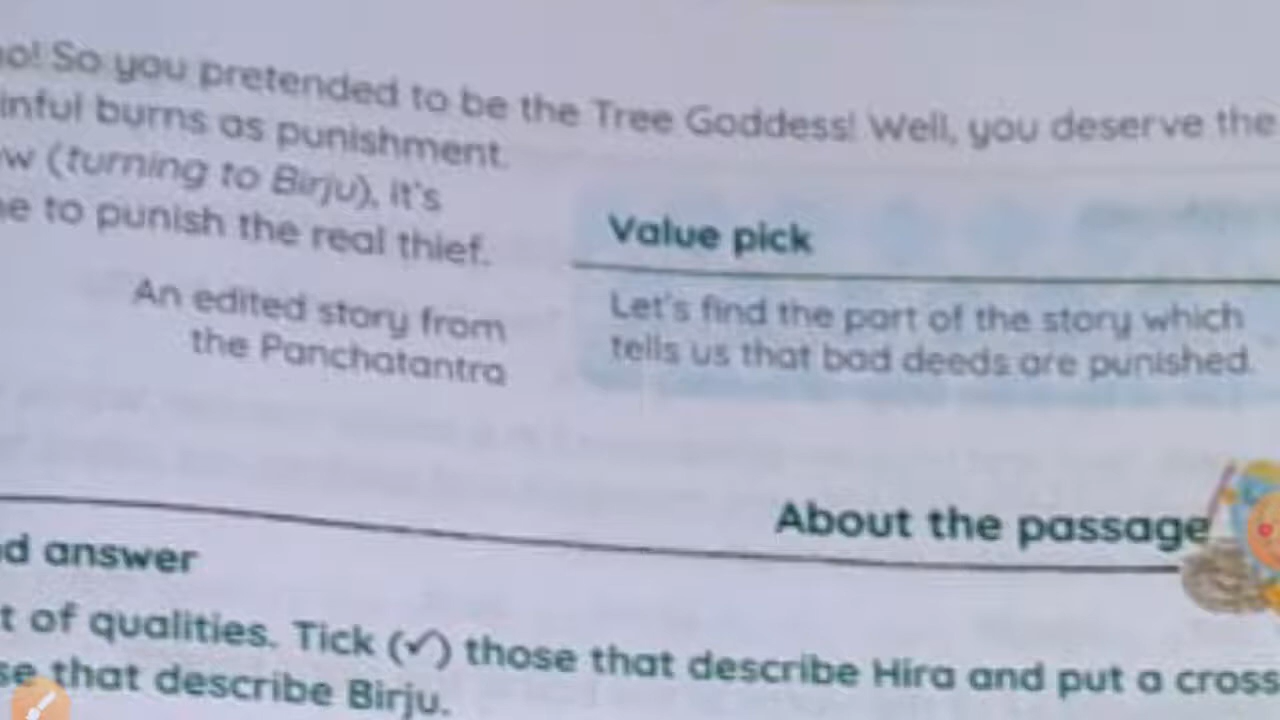 So you pretended to be the Tree Goddess! Well, you deserve the
burns as punishment.
(turning to Birju), it's
to punish the real thief.
An edited story from
the Panchatantra
Value pick
Let's find the part of the story which
tells us that bad deeds are punished.
About the passage
answer
of qualities. Tick (✓) those that describe Hira and put a cross
that describe Birju.